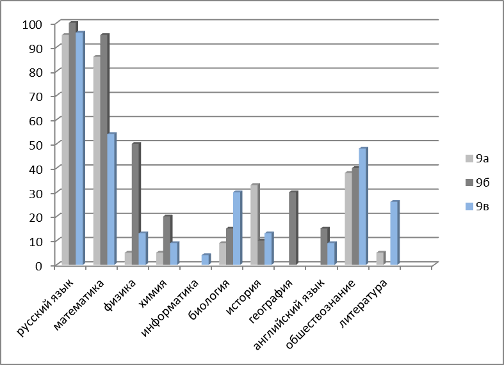 100
90
80
70
60
50
40
30
20
10
0
русский язык
математика
физика
химия
информатика
биология
история
география
английский язык
обшествознание
литература
9а
9б
9в